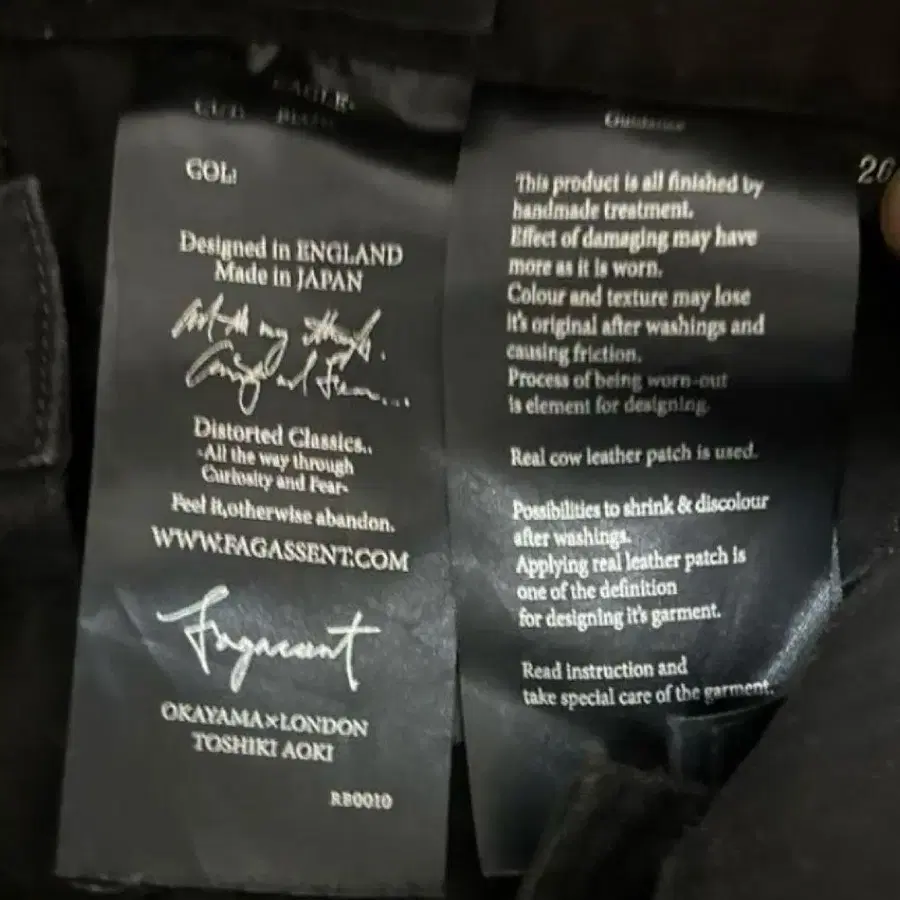 COL:
Designed in ENGLAND
Made in JAPAN
Distorted Classics..
-All the way through
Curiosity and Fear-
Feel it,otherwise abandon.
WWW.FAGASSENT.COM
Fagassent
OKAYAMA×LONDON
TOSHIKI AOKI
RB0010
Guidance
This product is all finished by
handmade treatment.
Effect of damaging may have
more as it is worn.
Colour and texture may lose
it's original after washings and
causing friction.
Process of being worn-out
is element for designing.
Real cow leather patch is used.
Possibilities to shrink & discolour
after washings.
Applying real leather patch is
one of the definition
for designing it's garment.
Read instruction and
take special care of the garment.